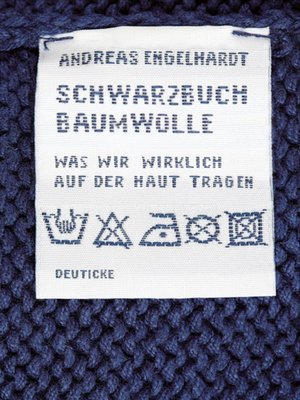 ANDREAS ENGELHARDT
SCHWARZBUCH
BAUMWOLLE
WAS WIR WIRKLICH
AUF DER HAUT TRAGEN
DEUTICKE